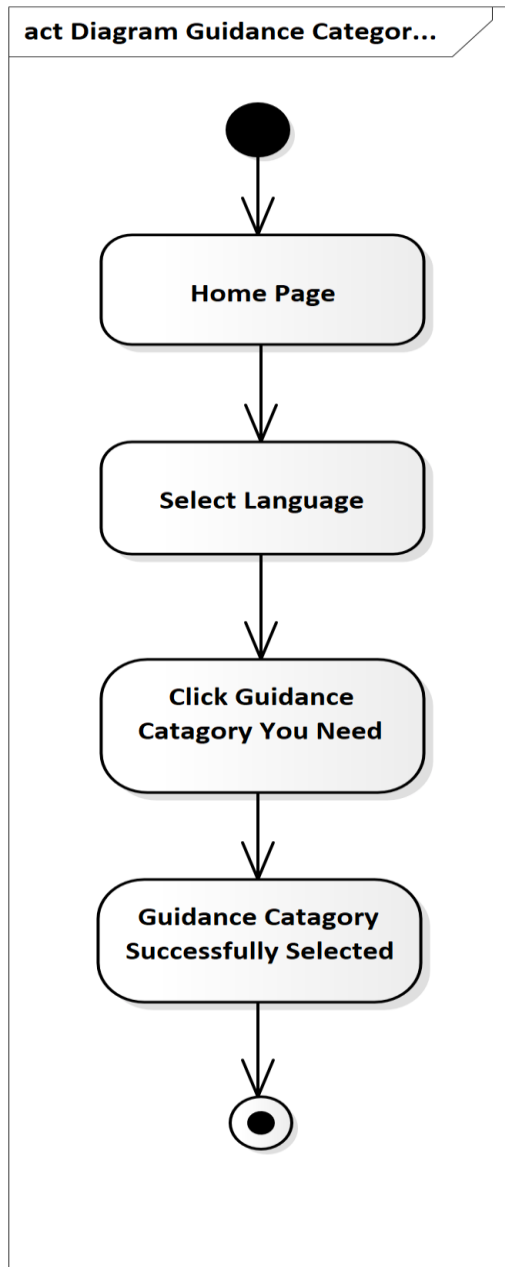 act Diagram Guidance Categor...
Home Page
Select Language
Click Guidance
Catagory You Need
Guidance Catagory
Successfully Selected